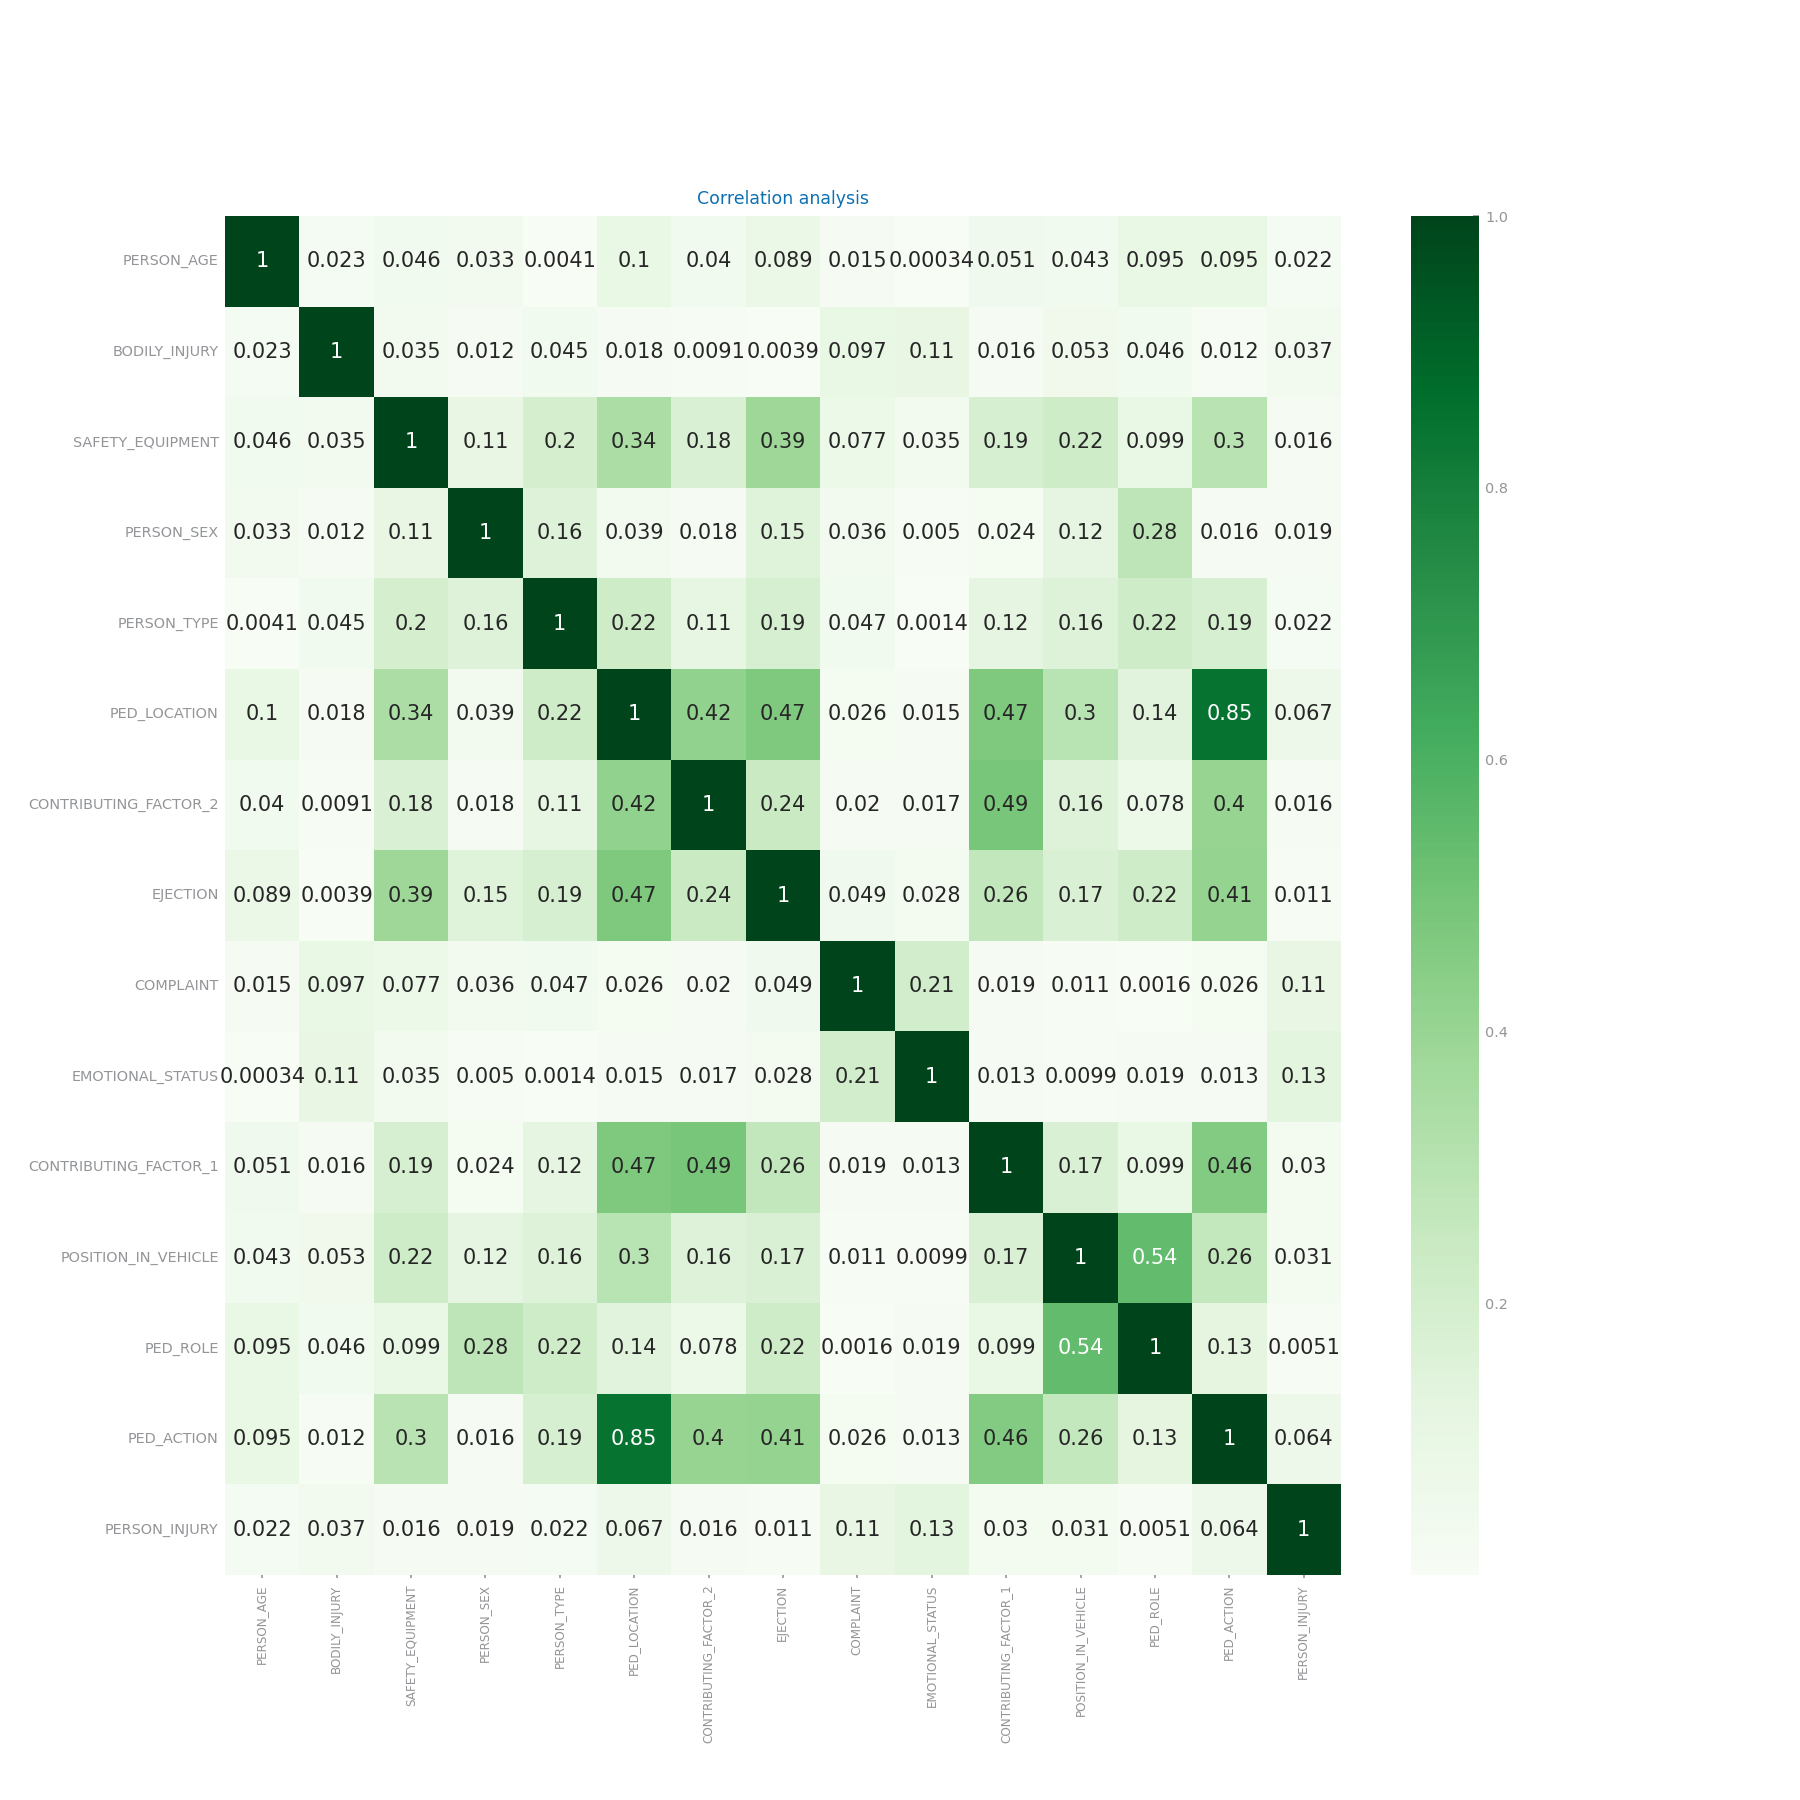 Correlation analysis
PERSON_AGE 1 0.023 0.046 0.033 0.0041 0.1 0.04 0.089 0.015 0.00034 0.051 0.043 0.095 0.095 0.022
BODILY_INJURY 0.023 1 0.035 0.012 0.045 0.018 0.0091 0.0039 0.097 0.11 0.016 0.053 0.046 0.012 0.037
SAFETY_EQUIPMENT 0.046 0.035 1 0.11 0.2 0.34 0.18 0.39 0.077 0.035 0.19 0.22 0.099 0.3 0.016
PERSON_SEX 0.033 0.012 0.11 1 0.16 0.039 0.018 0.15 0.036 0.005 0.024 0.12 0.28 0.016 0.019
PERSON_TYPE 0.0041 0.045 0.2 0.16 1 0.22 0.11 0.19 0.047 0.0014 0.12 0.16 0.22 0.19 0.022
PED_LOCATION 0.1 0.018 0.34 0.039 0.22 1 0.42 0.47 0.026 0.015 0.47 0.3 0.14 0.85 0.067
CONTRIBUTING_FACTOR_2 0.04 0.0091 0.18 0.018 0.11 0.42 1 0.24 0.02 0.017 0.49 0.16 0.078 0.4 0.016
EJECTION 0.089 0.0039 0.39 0.15 0.19 0.47 0.24 1 0.049 0.028 0.26 0.17 0.22 0.41 0.011
COMPLAINT 0.015 0.097 0.077 0.036 0.047 0.026 0.02 0.049 1 0.21 0.019 0.011 0.0016 0.026 0.11
EMOTIONAL_STATUS 0.00034 0.11 0.035 0.005 0.0014 0.015 0.017 0.028 0.21 1 0.013 0.0099 0.019 0.013 0.13
CONTRIBUTING_FACTOR_1 0.051 0.016 0.19 0.024 0.12 0.47 0.49 0.26 0.019 0.013 1 0.17 0.099 0.46 0.03
POSITION_IN_VEHICLE 0.043 0.053 0.22 0.12 0.16 0.3 0.16 0.17 0.011 0.0099 0.17 1 0.54 0.26 0.031
PED_ROLE 0.095 0.046 0.099 0.28 0.22 0.14 0.078 0.22 0.0016 0.019 0.099 0.54 1 0.13 0.0051
PED_ACTION 0.095 0.012 0.3 0.016 0.19 0.85 0.4 0.41 0.026 0.013 0.46 0.26 0.13 1 0.064
PERSON_INJURY 0.022 0.037 0.016 0.019 0.022 0.067 0.016 0.011 0.11 0.13 0.03 0.031 0.0051 0.064 1
PERSON_AGE
BODILY_INJURY
SAFETY_EQUIPMENT
PERSON_SEX
PERSON_TYPE
PED_LOCATION
CONTRIBUTING_FACTOR_2
EJECTION
COMPLAINT
EMOTIONAL_STATUS
CONTRIBUTING_FACTOR_1
POSITION_IN_VEHICLE
PED_ROLE
PED_ACTION
PERSON_INJURY
1.0
0.8
0.6
0.4
0.2